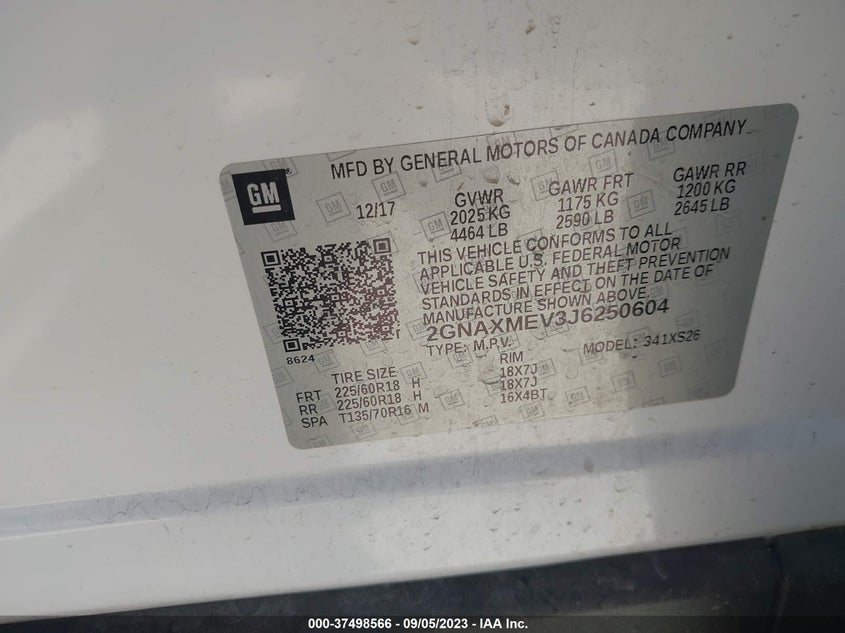 GM
MFD BY GENERAL MOTORS OF CANADA COMPANY
12/17
GVWR
2025 KG
4464 LB
GAWR FRT
1175 KG
2590 LB
GAWR RR
1200 KG
2645 LB
THIS VEHICLE CONFORMS TO ALL
APPLICABLE U.S. FEDERAL MOTOR
VEHICLE SAFETY AND THEFT PREVENTION
STANDARDS IN EFFECT ON THE DATE OF
MANUFACTURE SHOWN ABOVE.
2GNAXMEV3J6250604
TYPE: M.P.V.
MODEL: 341XS26
8624
TIRE SIZE RIM
FRT 225/60R18 H 18X7J
RR 225/60R18 H 18X7J
SPA T135/70R16 M 16X4BT
000-37498566 - 09/05/2023 - IAA Inc.